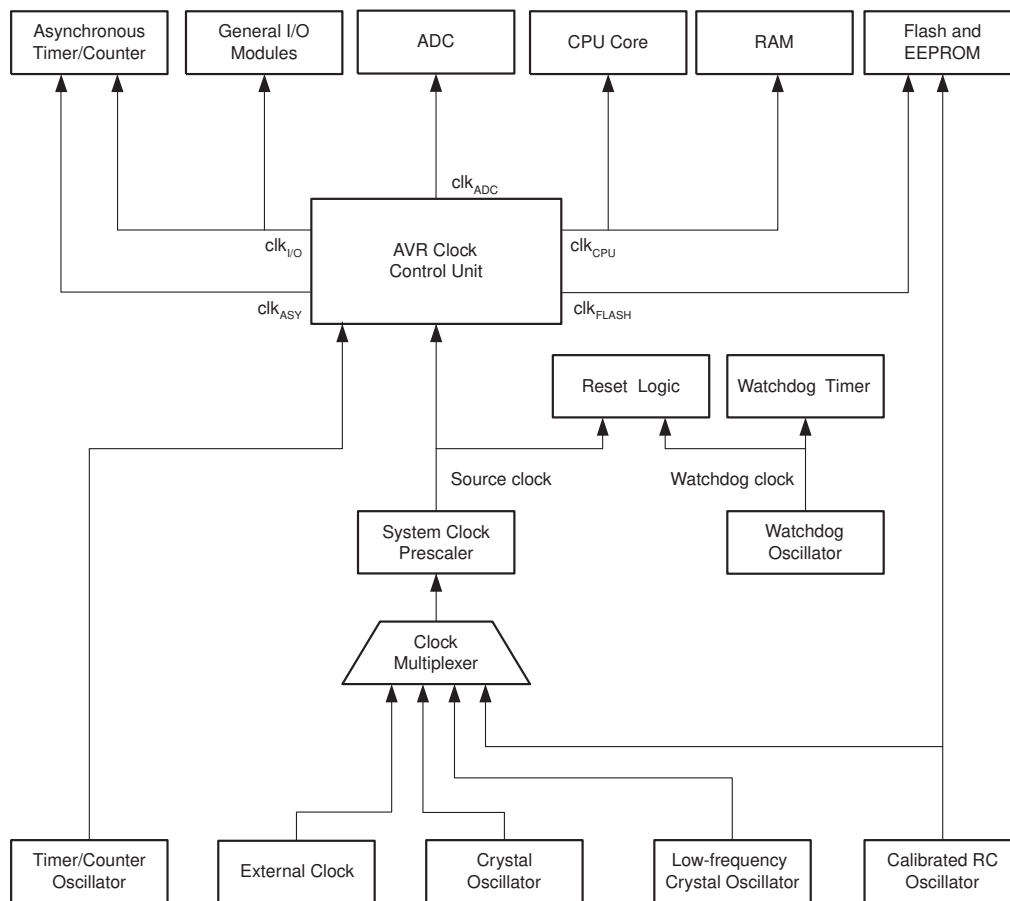 Asynchronous
Timer/Counter
General I/O
Modules
ADC
CPU Core
RAM
Flash and
EEPROM
clkADC
clkI/O
AVR Clock
Control Unit
clkCPU
clkASY
clkFLASH
Reset Logic
Watchdog Timer
Source clock
Watchdog clock
System Clock
Prescaler
Watchdog
Oscillator
Clock
Multiplexer
Timer/Counter
Oscillator
External Clock
Crystal
Oscillator
Low-frequency
Crystal Oscillator
Calibrated RC
Oscillator